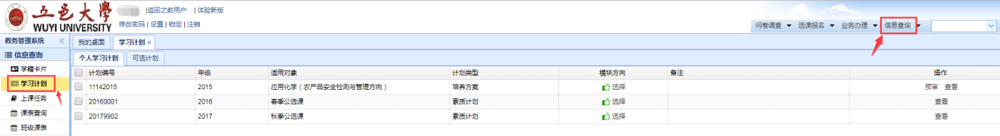 五邑大學
WUYI UNIVERSITY
|返回之前用户 |体验新版
修改密码 | 设置 | 锁定 | 注销
问卷调查 选课报名 业务办理 信息查询
教务管理系统 《
我的桌面 学习计划 ×
信息查询
个人学习计划 可选计划
学籍卡片
学习计划
上课任务
课表查询
班级课表
计划编号 年级 适用对象 计划类型 模块方向 备注 操作
11142015 2015 应用化学（农产品安全检测与管理方向） 培养方案 选择 预审 查看
20160001 2016 春季公选课 素质计划 选择 查看
20179902 2017 秋季公选课 素质计划 选择 查看